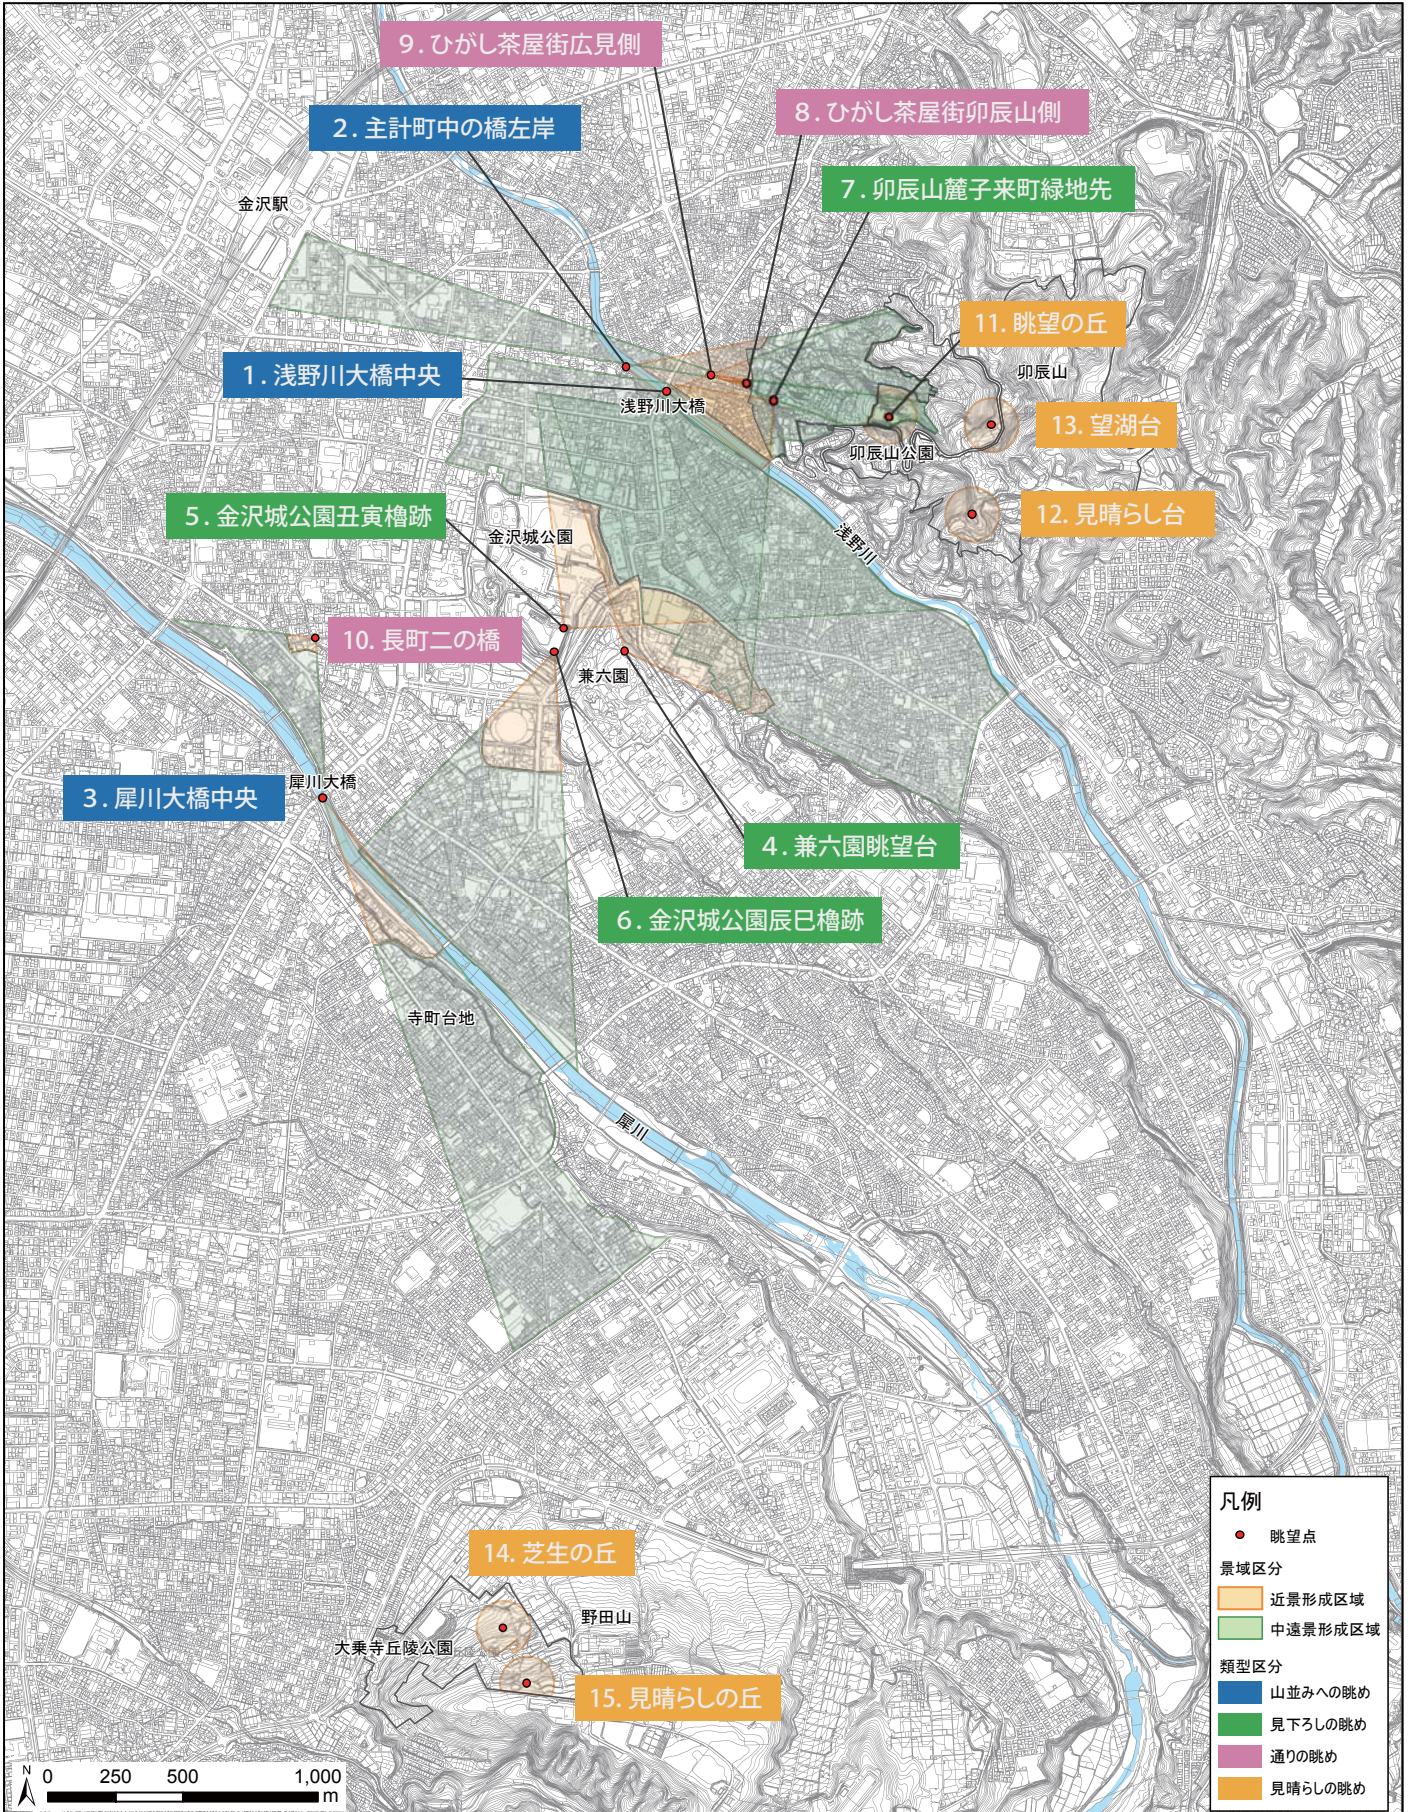 9. ひがし茶屋街広見側
8. ひがし茶屋街卯辰山側
2. 主計町中の橋左岸
7. 卯辰山麓子来町緑地先
金沢駅
11. 眺望の丘
1. 浅野川大橋中央
卯辰山
浅野川大橋
13. 望湖台
卯辰山公園
5. 金沢城公園丑寅櫓跡
12. 見晴らし台
金沢城公園
浅野川
10. 長町二の橋
兼六園
犀川大橋
3. 犀川大橋中央
4. 兼六園眺望台
6. 金沢城公園辰巳櫓跡
寺町台地
犀川
14. 芝生の丘
野田山
大乗寺丘陵公園
15. 見晴らしの丘
凡例
眺望点
景域区分
近景形成区域
中遠景形成区域
類型区分
山並みへの眺め
見下ろしの眺め
通りの眺め
見晴らしの眺め
N
0 250 500 1,000
m